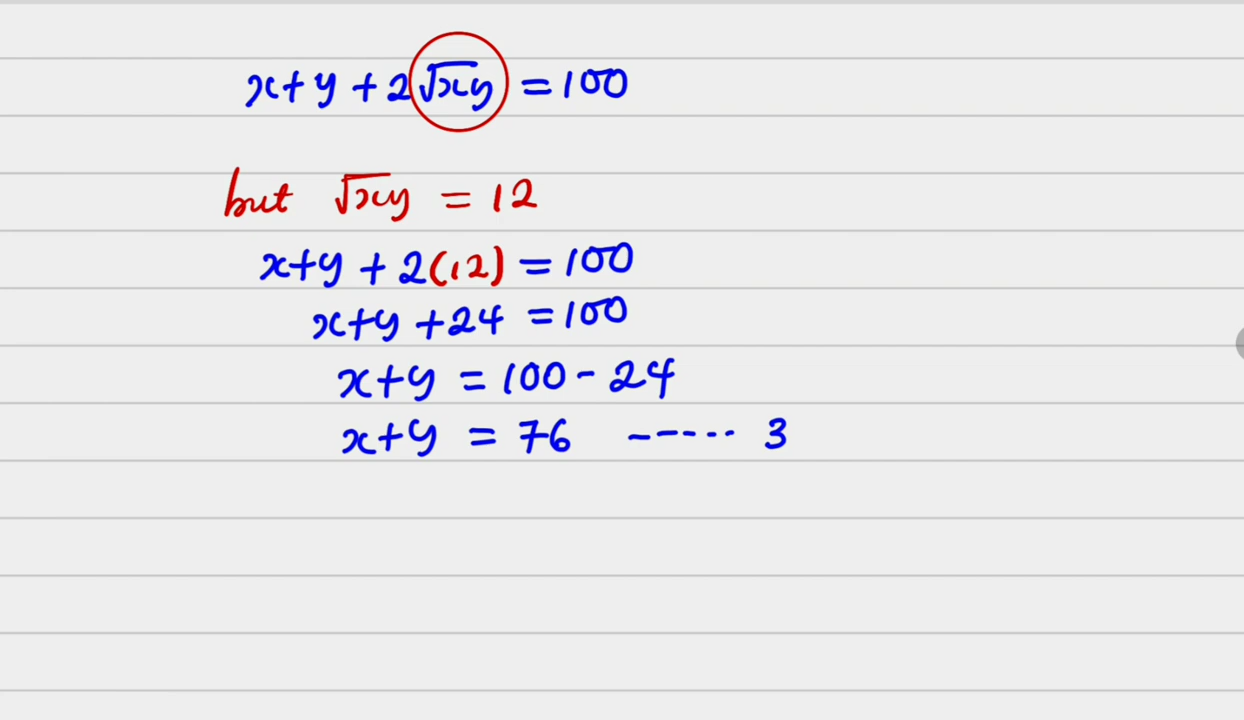 x+y+2√xy =100
but √xy = 12
x+y+2(12) =100
x+y+24 =100
x+y =100-24
x+y = 76 ------ 3